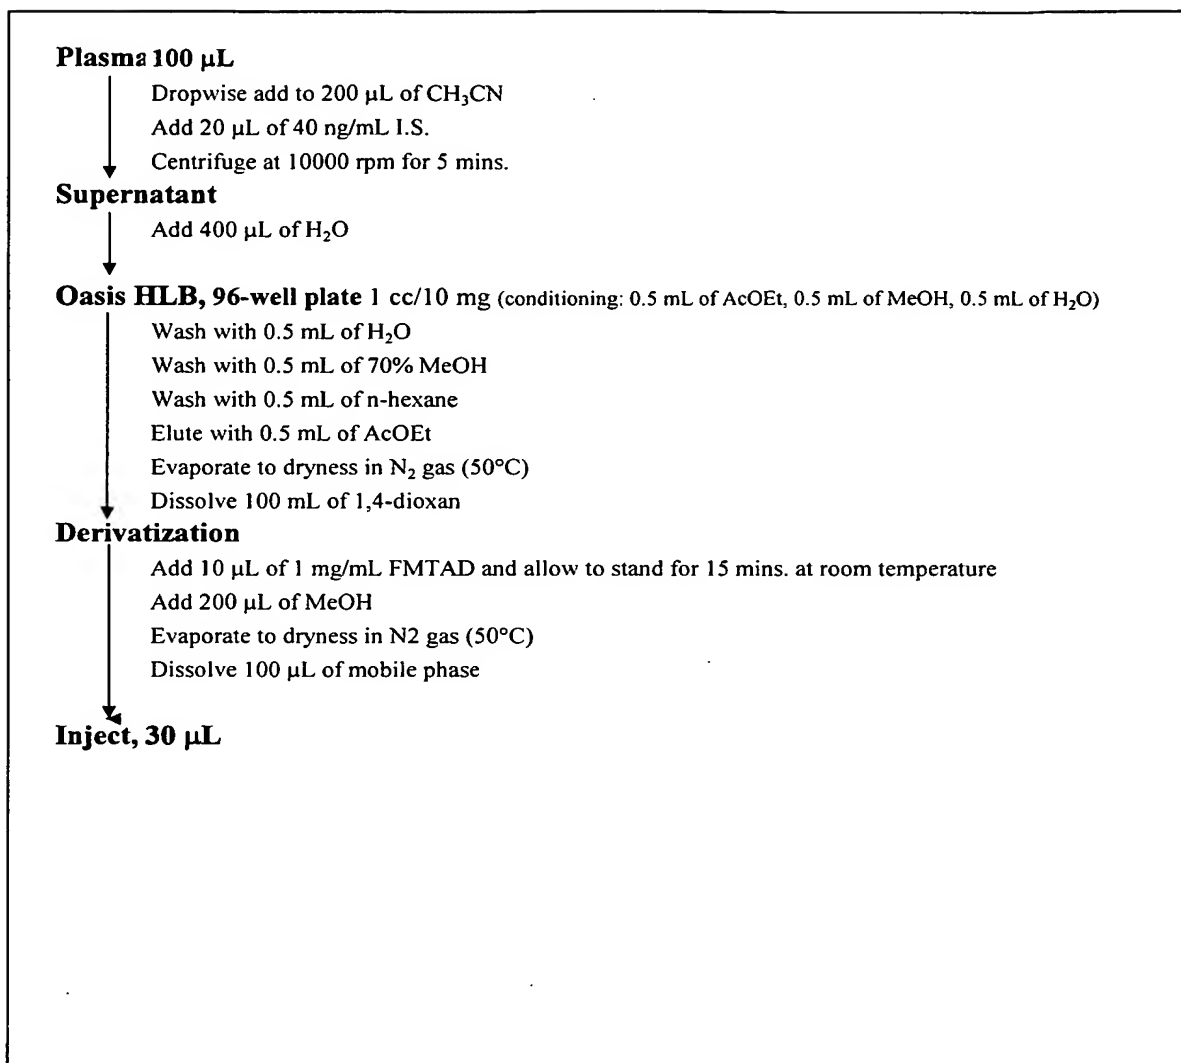 Plasma 100 µL
Dropwise add to 200 µL of CH₃CN
Add 20 µL of 40 ng/mL I.S.
Centrifuge at 10000 rpm for 5 mins.
Supernatant
Add 400 µL of H₂O
Oasis HLB, 96-well plate 1 cc/10 mg (conditioning: 0.5 mL of AcOEt, 0.5 mL of MeOH, 0.5 mL of H₂O)
Wash with 0.5 mL of H₂O
Wash with 0.5 mL of 70% MeOH
Wash with 0.5 mL of n-hexane
Elute with 0.5 mL of AcOEt
Evaporate to dryness in N₂ gas (50°C)
Dissolve 100 mL of 1,4-dioxan
Derivatization
Add 10 µL of 1 mg/mL FMTAD and allow to stand for 15 mins. at room temperature
Add 200 µL of MeOH
Evaporate to dryness in N2 gas (50°C)
Dissolve 100 µL of mobile phase
Inject, 30 µL